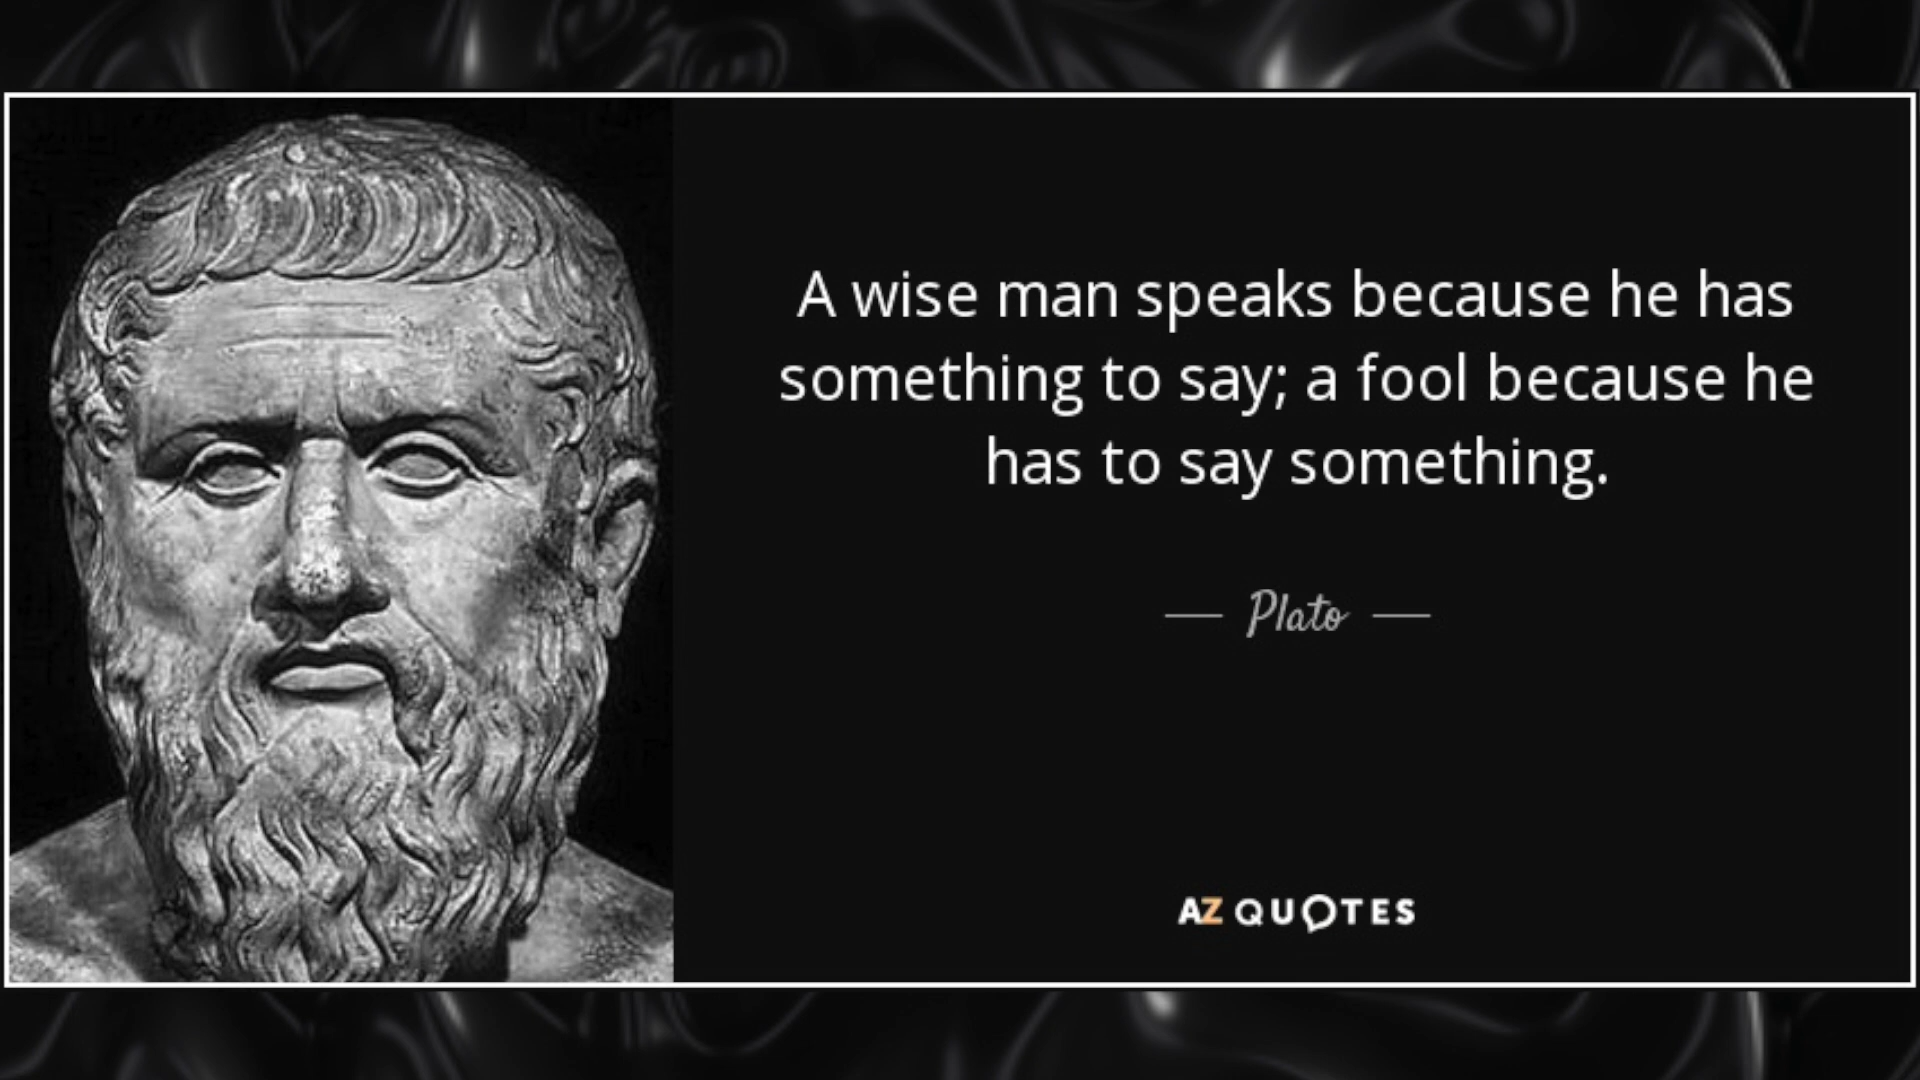 A wise man speaks because he has
something to say; a fool because he
has to say something.
Plato
AZ QUOTES